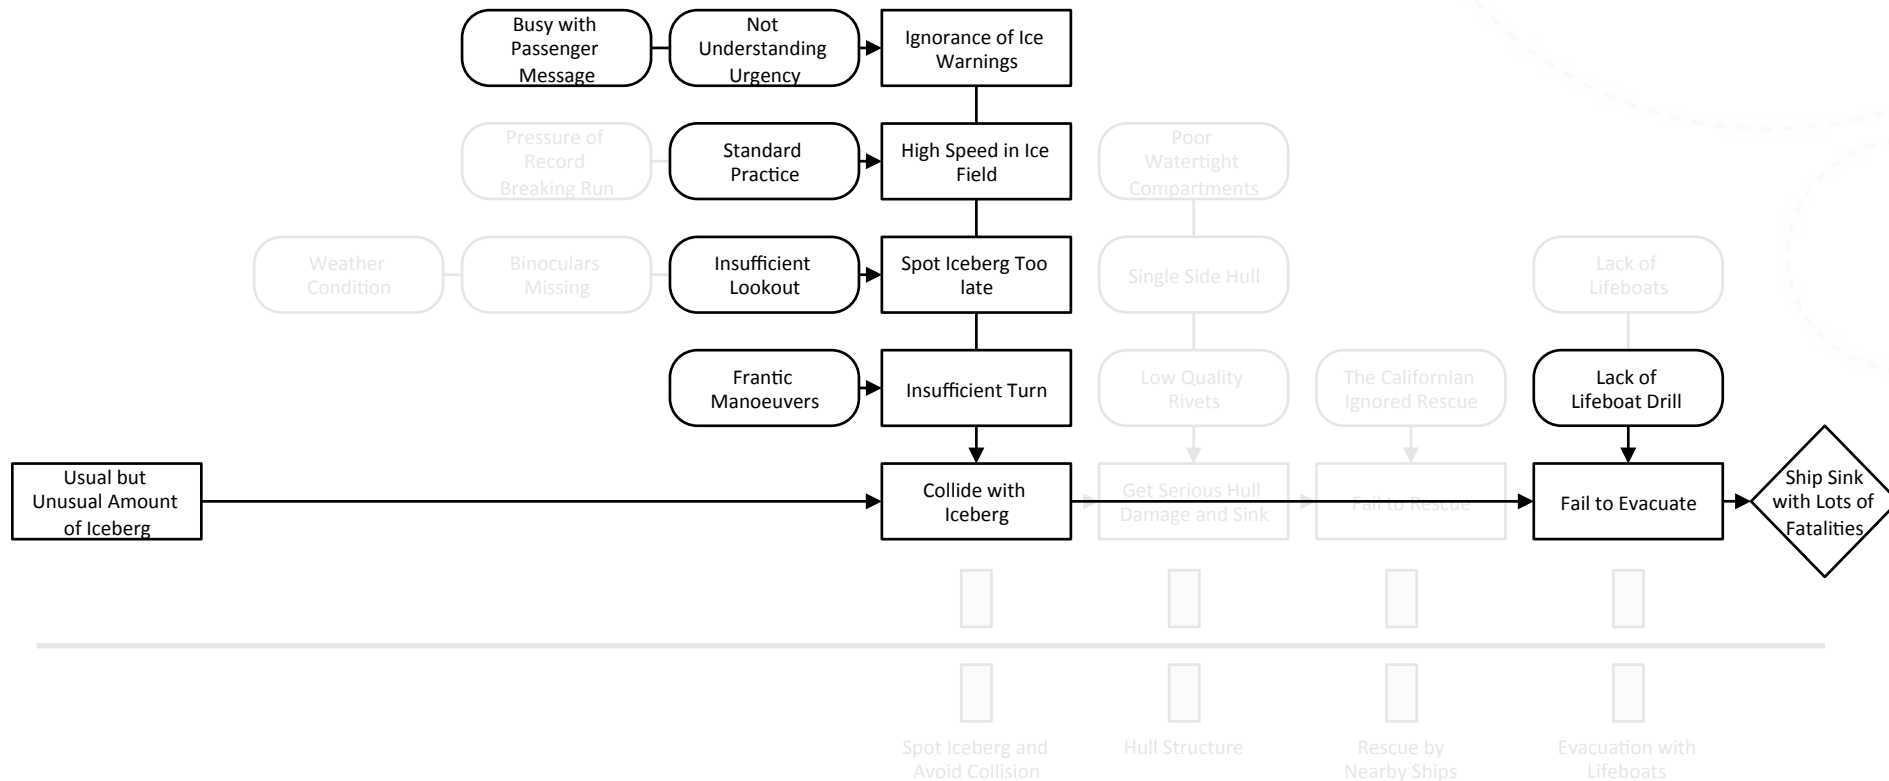 Busy with
Passenger
Message
Not
Understanding
Urgency
Ignorance of Ice
Warnings
Pressure of
Record
Breaking Run
Standard
Practice
High Speed in Ice
Field
Poor
Watertight
Compartments
Weather
Condition
Binoculars
Missing
Insufficient
Lookout
Spot Iceberg Too
late
Single Side Hull
Lack of
Lifeboats
Frantic
Manoeuvers
Insufficient Turn
Low Quality
Rivets
The Californian
Ignored Rescue
Lack of
Lifeboat Drill
Usual but
Unusual Amount
of Iceberg
Collide with
Iceberg
Get Serious Hull
Damage and Sink
Fail to Rescue
Fail to Evacuate
Ship Sink
with Lots of
Fatalities
Spot Iceberg and
Avoid Collision
Hull Structure
Rescue by
Nearby Ships
Evacuation with
Lifeboats